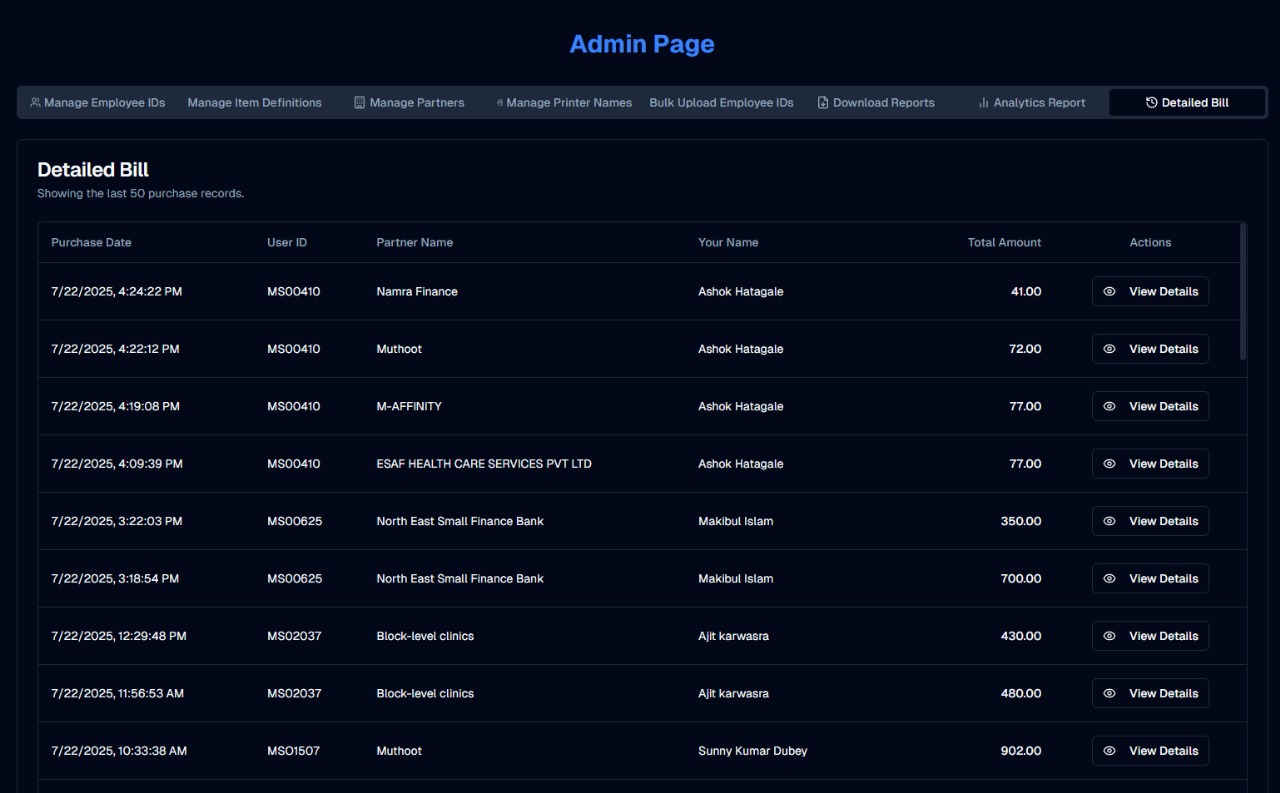 Admin Page
Manage Employee IDs Manage Item Definitions Manage Partners Manage Printer Names Bulk Upload Employee IDs Download Reports Analytics Report Detailed Bill
Detailed Bill
Showing the last 50 purchase records.
Purchase Date User ID Partner Name Your Name Total Amount Actions
7/22/2025, 4:24:22 PM MS00410 Namra Finance Ashok Hatagale 41.00 View Details
7/22/2025, 4:22:12 PM MS00410 Muthoot Ashok Hatagale 72.00 View Details
7/22/2025, 4:19:08 PM MS00410 M-AFFINITY Ashok Hatagale 77.00 View Details
7/22/2025, 4:09:39 PM MS00410 ESAF HEALTH CARE SERVICES PVT LTD Ashok Hatagale 77.00 View Details
7/22/2025, 3:22:03 PM MS00625 North East Small Finance Bank Makibul Islam 350.00 View Details
7/22/2025, 3:18:54 PM MS00625 North East Small Finance Bank Makibul Islam 700.00 View Details
7/22/2025, 12:29:48 PM MS02037 Block-level clinics Ajit karwasra 430.00 View Details
7/22/2025, 11:56:53 AM MS02037 Block-level clinics Ajit karwasra 480.00 View Details
7/22/2025, 10:33:38 AM MSO1507 Muthoot Sunny Kumar Dubey 902.00 View Details